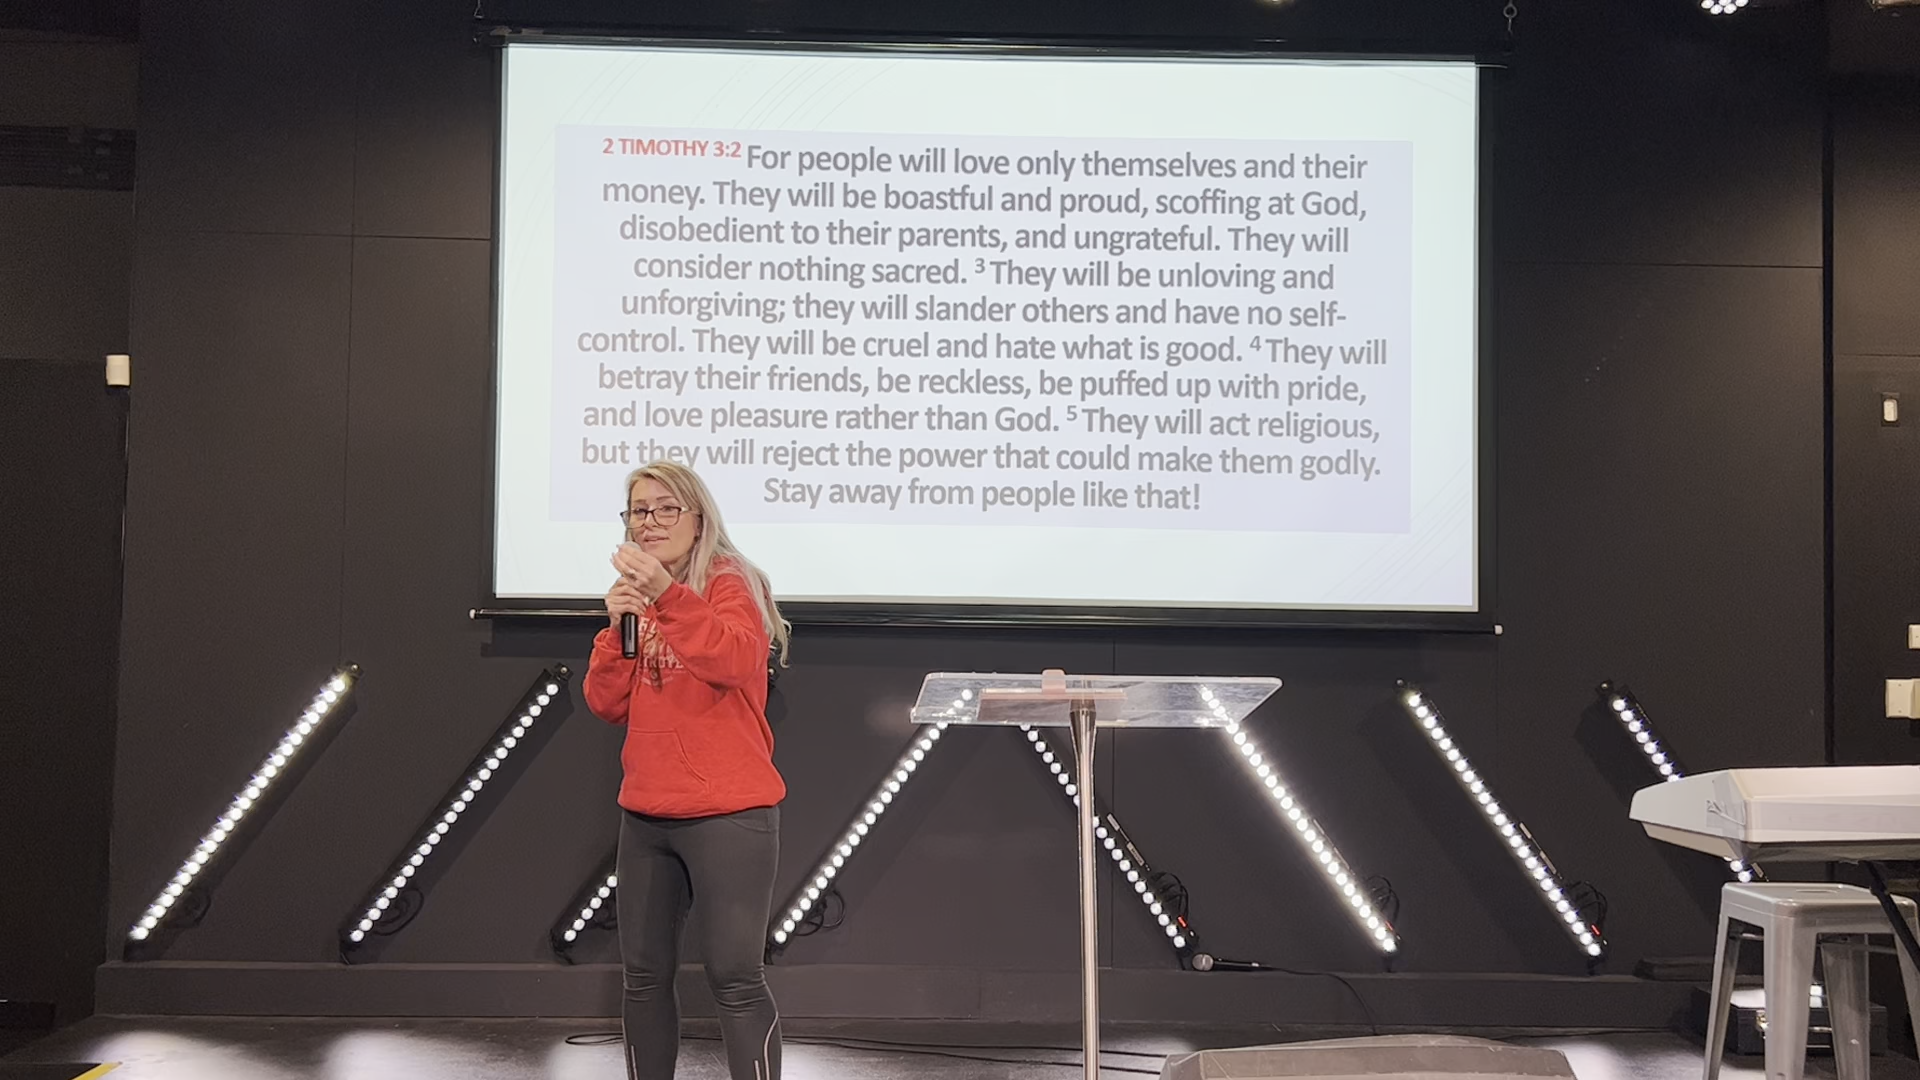 2 TIMOTHY 3:2 For people will love only themselves and their
money. They will be boastful and proud, scoffing at God,
disobedient to their parents, and ungrateful. They will
consider nothing sacred. 3 They will be unloving and
unforgiving; they will slander others and have no self-
control. They will be cruel and hate what is good. 4 They will
betray their friends, be reckless, be puffed up with pride,
and love pleasure rather than God. 5 They will act religious,
but they will reject the power that could make them godly.
Stay away from people like that!